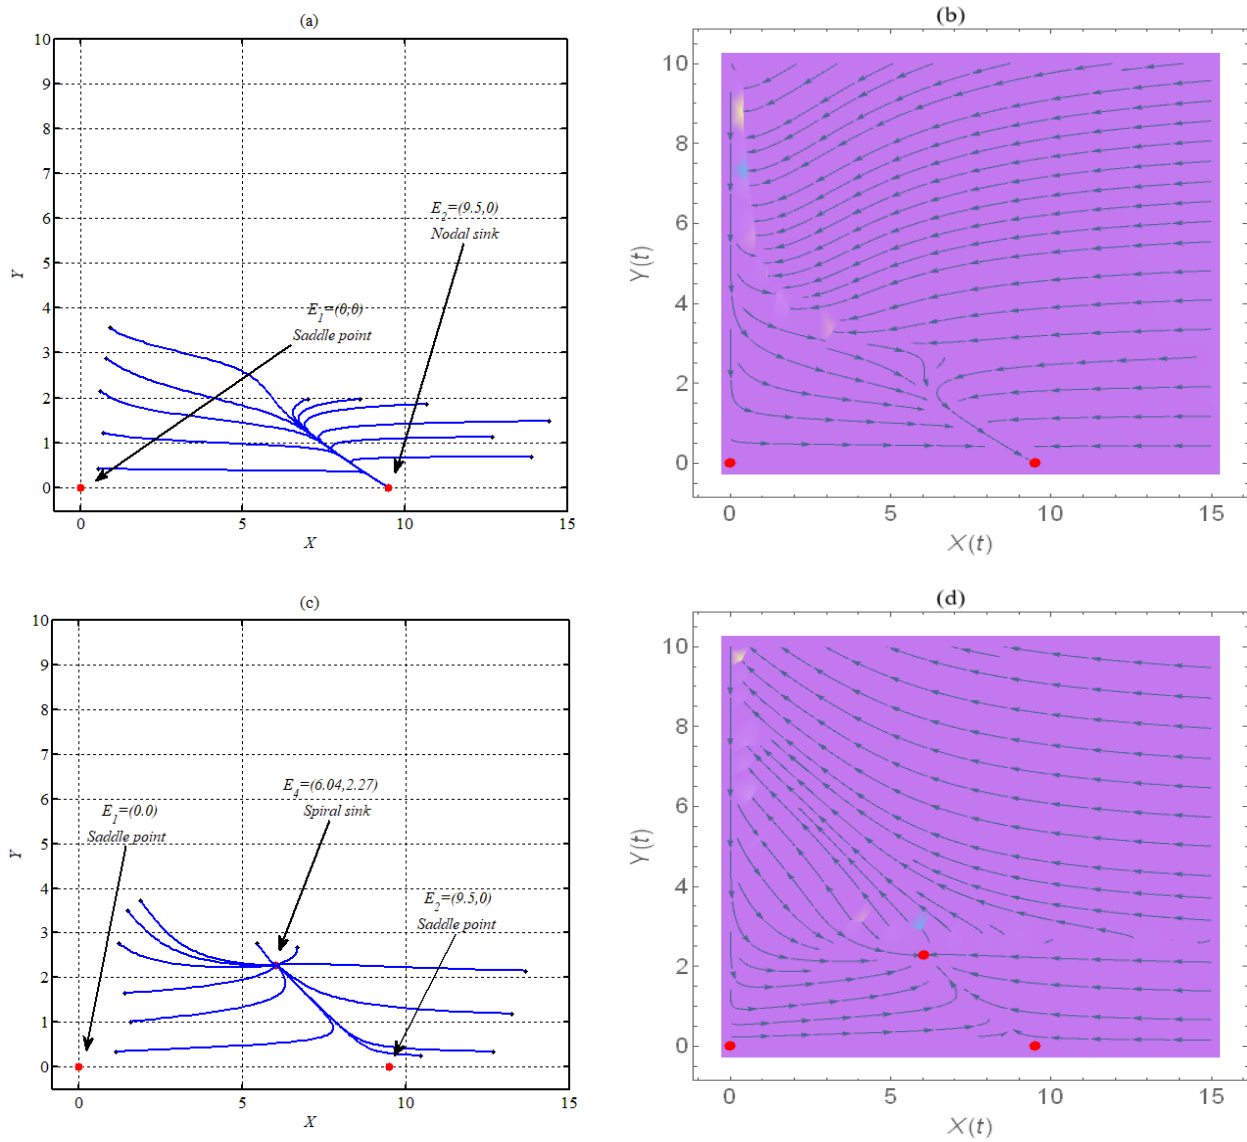 (a)
10
9
8
7
6
5
4
3
2
1
0
Y
E2=(9.5,0)
Nodal sink
E1=(0;0)
Saddle point
0
5
10
15
X
(b)
10
8
6
4
2
0
Y(t)
0
5
10
15
X(t)
(c)
10
9
8
7
6
5
4
3
2
1
0
Y
E4=(6.04,2.27)
Spiral sink
E1=(0.0)
Saddle point
E2=(9.5,0)
Saddle point
0
5
10
15
X
(d)
10
8
6
4
2
0
Y(t)
0
5
10
15
X(t)